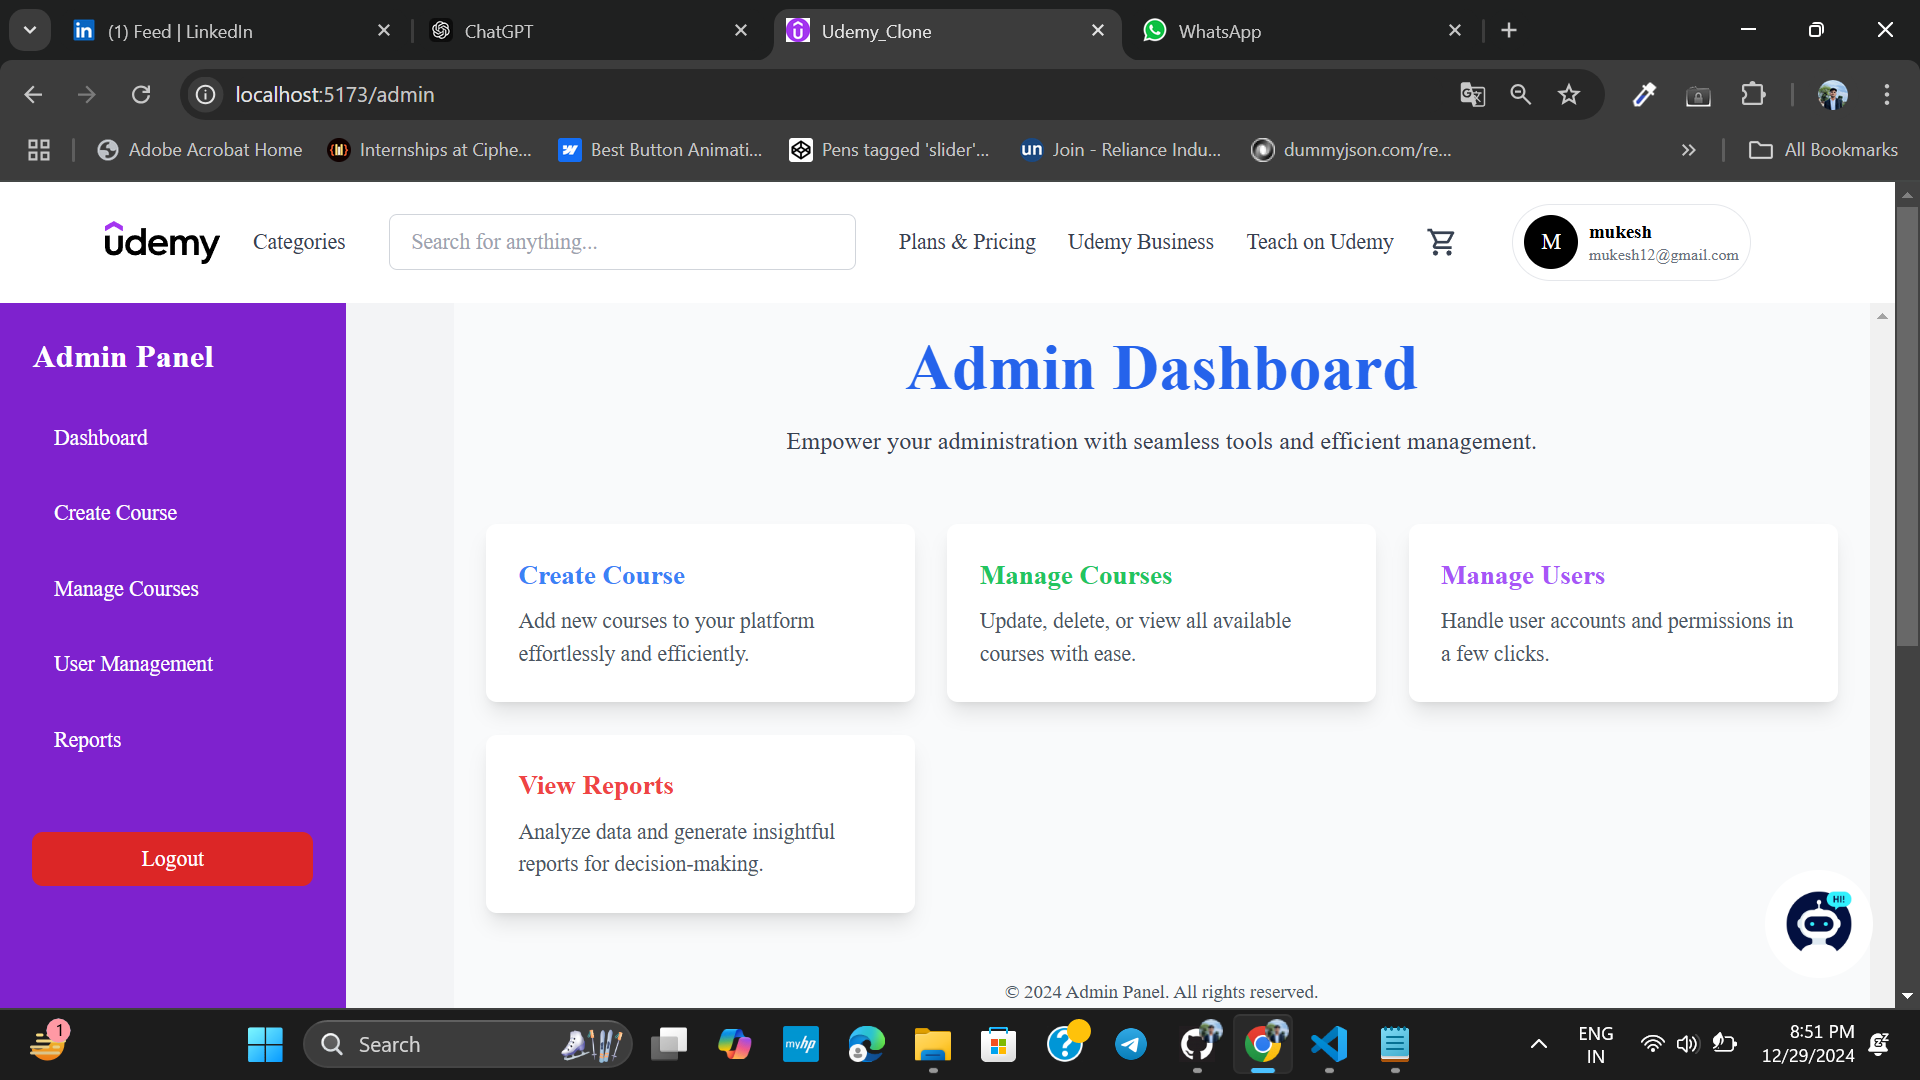 (1) Feed | LinkedIn
ChatGPT
Udemy_Clone
WhatsApp
localhost:5173/admin
Adobe Acrobat Home
Internships at Ciphe...
Best Button Animati...
Pens tagged 'slider'...
un Join - Reliance Indu...
dummyjson.com/re...
All Bookmarks
udemy
Categories
Search for anything...
Plans & Pricing
Udemy Business
Teach on Udemy
M
mukesh
mukesh12@gmail.com
Admin Panel
Dashboard
Create Course
Manage Courses
User Management
Reports
Logout
Admin Dashboard
Empower your administration with seamless tools and efficient management.
Create Course
Add new courses to your platform
effortlessly and efficiently.
Manage Courses
Update, delete, or view all available
courses with ease.
Manage Users
Handle user accounts and permissions in
a few clicks.
View Reports
Analyze data and generate insightful
reports for decision-making.
HI!
© 2024 Admin Panel. All rights reserved.
1
Search
myhp
ENG
IN
8:51 PM
12/29/2024